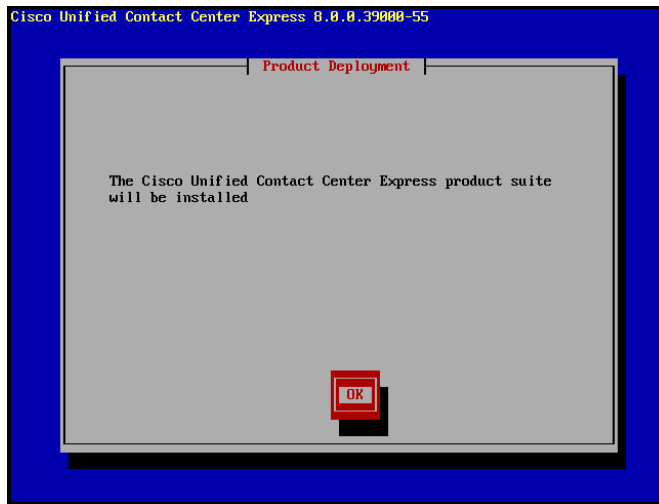 Cisco Unified Contact Center Express 8.0.0.39000-55
Product Deployment
The Cisco Unified Contact Center Express product suite
will be installed
OK